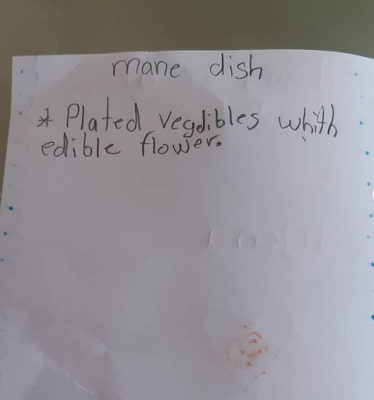 mane dish
* Plated vegdibles whith
edible flower.